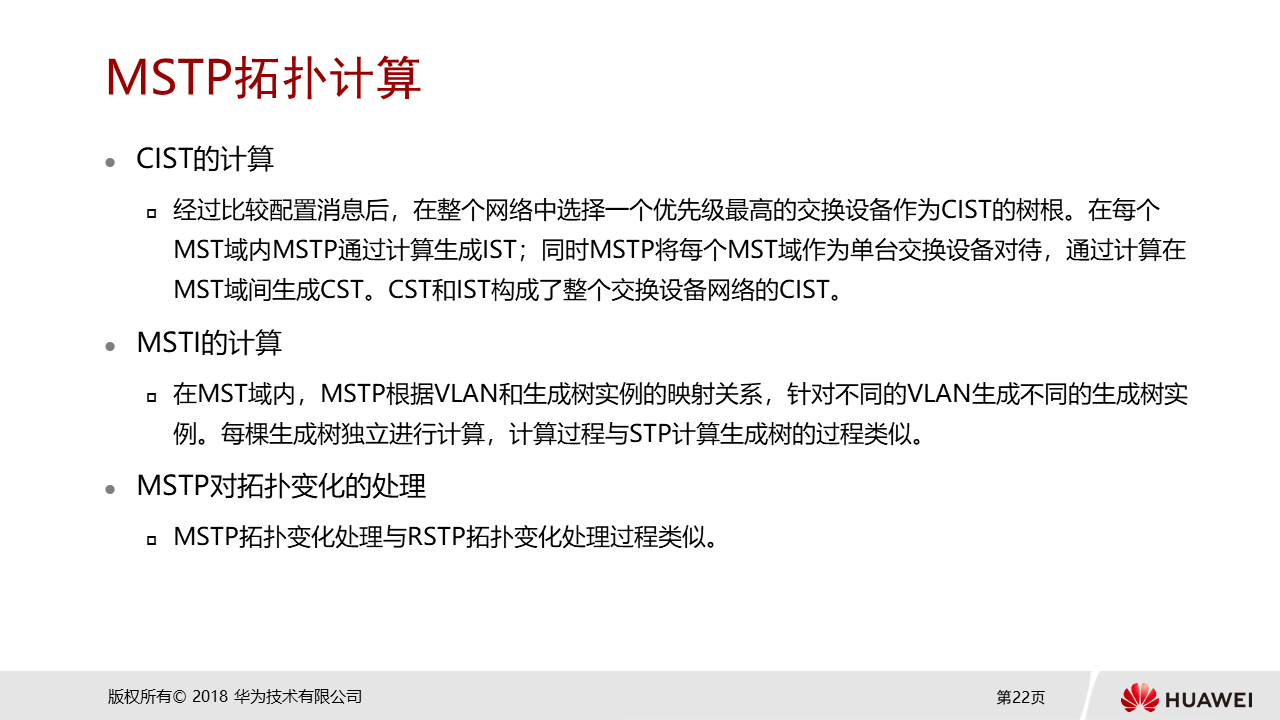 MSTP拓扑计算
CIST的计算
经过比较配置消息后，在整个网络中选择一个优先级最高的交换设备作为CIST的树根。在每个
MST域内MSTP通过计算生成IST；同时MSTP将每个MST域作为单台交换设备对待，通过计算在
MST域间生成CST。CST和IST构成了整个交换设备网络的CIST。
MSTI的计算
在MST域内，MSTP根据VLAN和生成树实例的映射关系，针对不同的VLAN生成不同的生成树实
例。每棵生成树独立进行计算，计算过程与STP计算生成树的过程类似。
MSTP对拓扑变化的处理
MSTP拓扑变化处理与RSTP拓扑变化处理过程类似。
版权所有© 2018 华为技术有限公司
第22页
HUAWEI